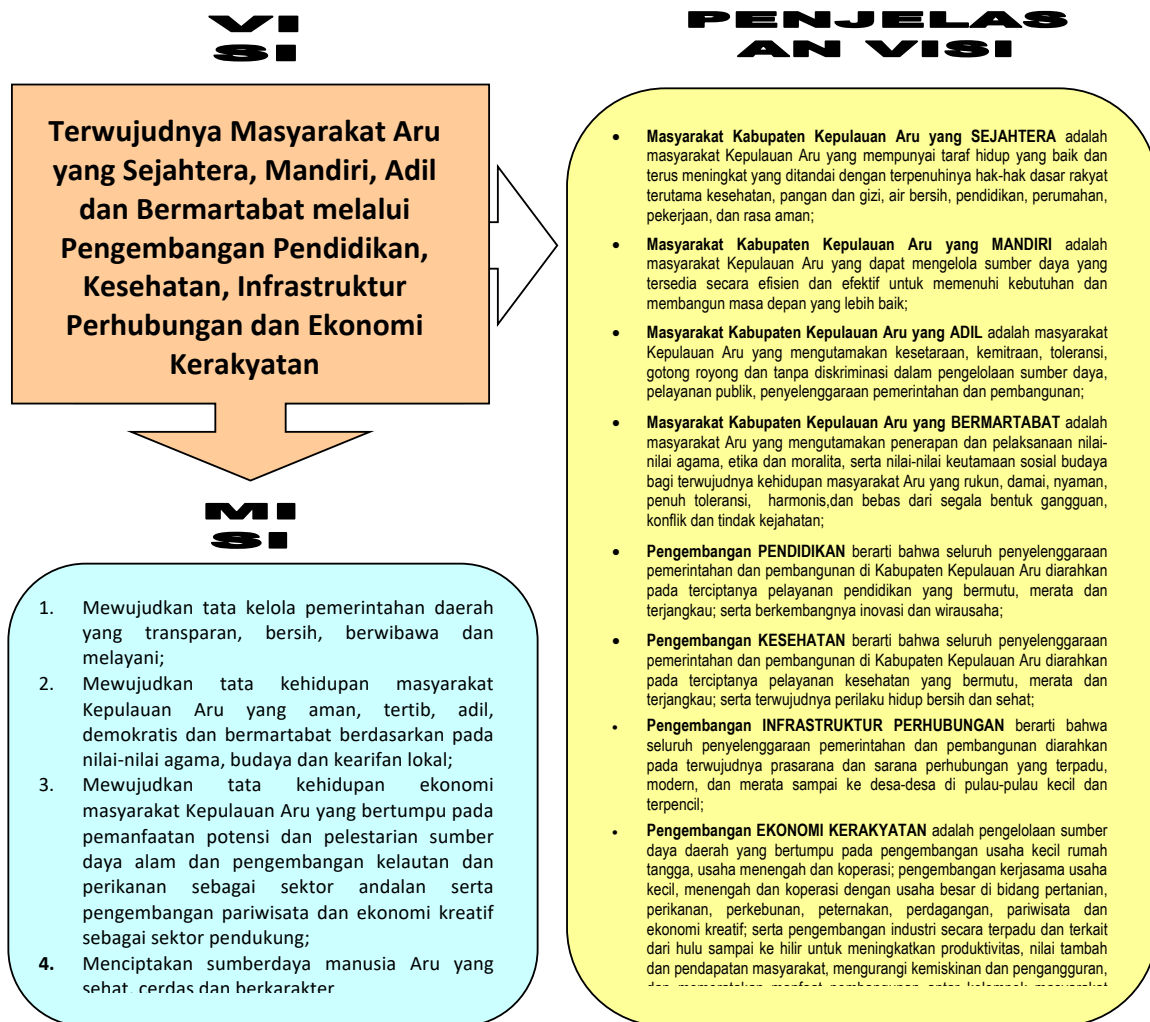 VI
SI
Terwujudnya Masyarakat Aru
yang Sejahtera, Mandiri, Adil
dan Bermartabat melalui
Pengembangan Pendidikan,
Kesehatan, Infrastruktur
Perhubungan dan Ekonomi
Kerakyatan
MI
SI
1. Mewujudkan tata kelola pemerintahan daerah
yang transparan, bersih, berwibawa dan
melayani;
2. Mewujudkan tata kehidupan masyarakat
Kepulauan Aru yang aman, tertib, adil,
demokratis dan bermartabat berdasarkan pada
nilai-nilai agama, budaya dan kearifan lokal;
3. Mewujudkan tata kehidupan ekonomi
masyarakat Kepulauan Aru yang bertumpu pada
pemanfaatan potensi dan pelestarian sumber
daya alam dan pengembangan kelautan dan
perikanan sebagai sektor andalan serta
pengembangan pariwisata dan ekonomi kreatif
sebagai sektor pendukung;
4. Menciptakan sumberdaya manusia Aru yang
sehat, cerdas dan berkarakter
PENJELAS
AN VISI
• Masyarakat Kabupaten Kepulauan Aru yang SEJAHTERA adalah
masyarakat Kepulauan Aru yang mempunyai taraf hidup yang baik dan
terus meningkat yang ditandai dengan terpenuhinya hak-hak dasar rakyat
terutama kesehatan, pangan dan gizi, air bersih, pendidikan, perumahan,
pekerjaan, dan rasa aman;
• Masyarakat Kabupaten Kepulauan Aru yang MANDIRI adalah
masyarakat Kepulauan Aru yang dapat mengelola sumber daya yang
tersedia secara efisien dan efektif untuk memenuhi kebutuhan dan
membangun masa depan yang lebih baik;
• Masyarakat Kabupaten Kepulauan Aru yang ADIL adalah masyarakat
Kepulauan Aru yang mengutamakan kesetaraan, kemitraan, toleransi,
gotong royong dan tanpa diskriminasi dalam pengelolaan sumber daya,
pelayanan publik, penyelenggaraan pemerintahan dan pembangunan;
• Masyarakat Kabupaten Kepulauan Aru yang BERMARTABAT adalah
masyarakat Aru yang mengutamakan penerapan dan pelaksanaan nilai-
nilai agama, etika dan moralita, serta nilai-nilai keutamaan sosial budaya
bagi terwujudnya kehidupan masyarakat Aru yang rukun, damai, nyaman,
penuh toleransi, harmonis,dan bebas dari segala bentuk gangguan,
konflik dan tindak kejahatan;
• Pengembangan PENDIDIKAN berarti bahwa seluruh penyelenggaraan
pemerintahan dan pembangunan di Kabupaten Kepulauan Aru diarahkan
pada terciptanya pelayanan pendidikan yang bermutu, merata dan
terjangkau; serta berkembangnya inovasi dan wirausaha;
• Pengembangan KESEHATAN berarti bahwa seluruh penyelenggaraan
pemerintahan dan pembangunan di Kabupaten Kepulauan Aru diarahkan
pada terciptanya pelayanan kesehatan yang bermutu, merata dan
terjangkau; serta terwujudnya perilaku hidup bersih dan sehat;
• Pengembangan INFRASTRUKTUR PERHUBUNGAN berarti bahwa
seluruh penyelenggaraan pemerintahan dan pembangunan diarahkan
pada terwujudnya prasarana dan sarana perhubungan yang terpadu,
modern, dan merata sampai ke desa-desa di pulau-pulau kecil dan
terpencil;
• Pengembangan EKONOMI KERAKYATAN adalah pengelolaan sumber
daya daerah yang bertumpu pada pengembangan usaha kecil rumah
tangga, usaha menengah dan koperasi; pengembangan kerjasama usaha
kecil, menengah dan koperasi dengan usaha besar di bidang pertanian,
perikanan, perkebunan, peternakan, perdagangan, pariwisata dan
ekonomi kreatif; serta pengembangan industri secara terpadu dan terkait
dari hulu sampai ke hilir untuk meningkatkan produktivitas, nilai tambah
dan pendapatan masyarakat, mengurangi kemiskinan dan pengangguran,
dan memeratakan manfaat pembangunan antar kelompok masyarakat